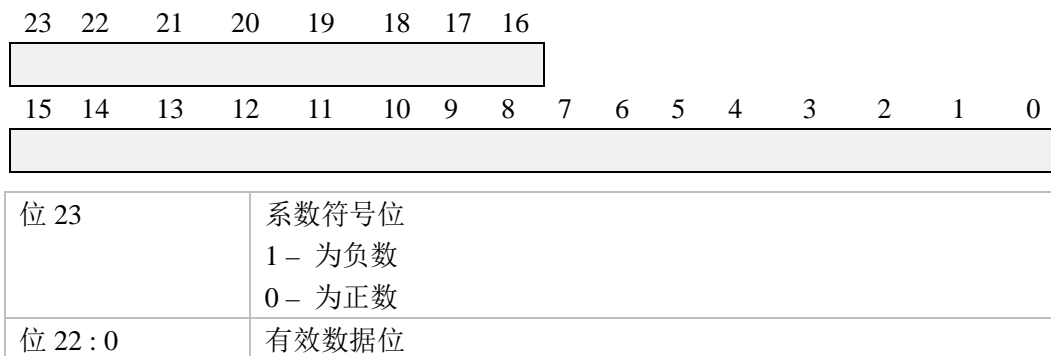 23 22 21 20 19 18 17 16
15 14 13 12 11 10 9 8 7 6 5 4 3 2 1 0
位 23 系数符号位
1 – 为负数
0 – 为正数
位 22 : 0 有效数据位